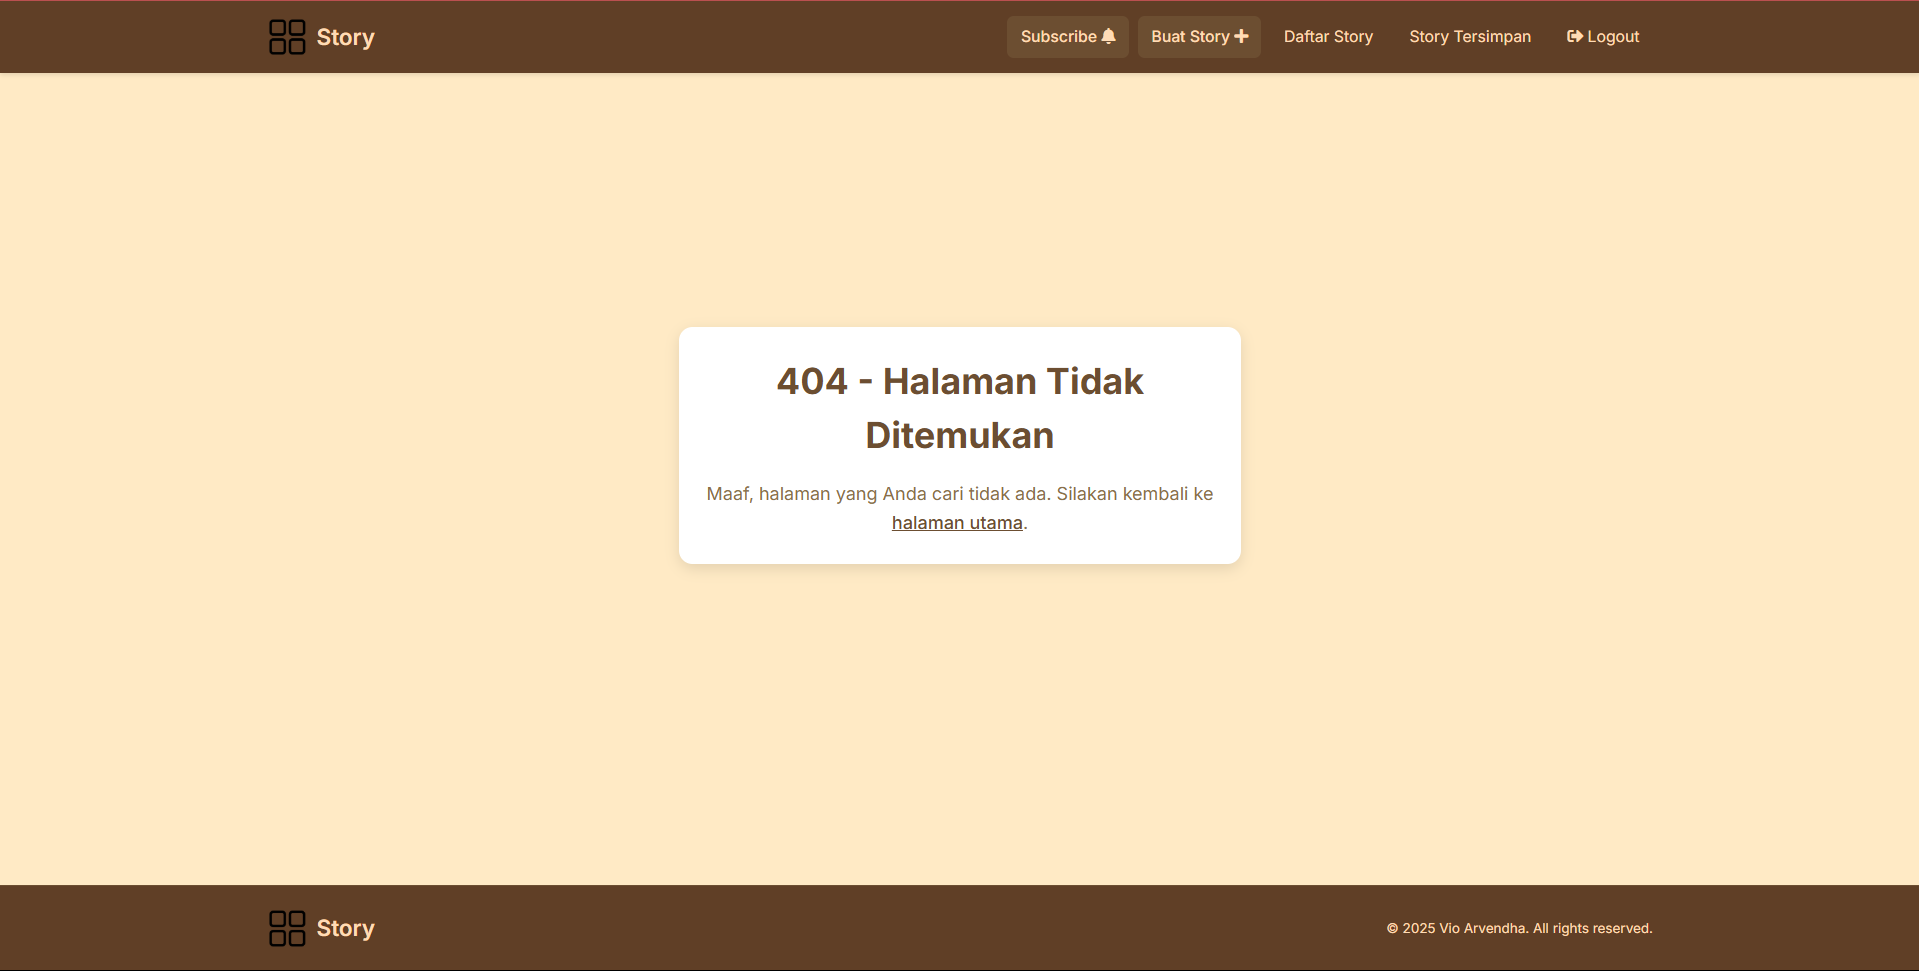 Story
Subscribe
Buat Story
Daftar Story
Story Tersimpan
Logout
404 - Halaman Tidak
Ditemukan
Maaf, halaman yang Anda cari tidak ada. Silakan kembali ke
halaman utama.
Story
© 2025 Vio Arvendha. All rights reserved.